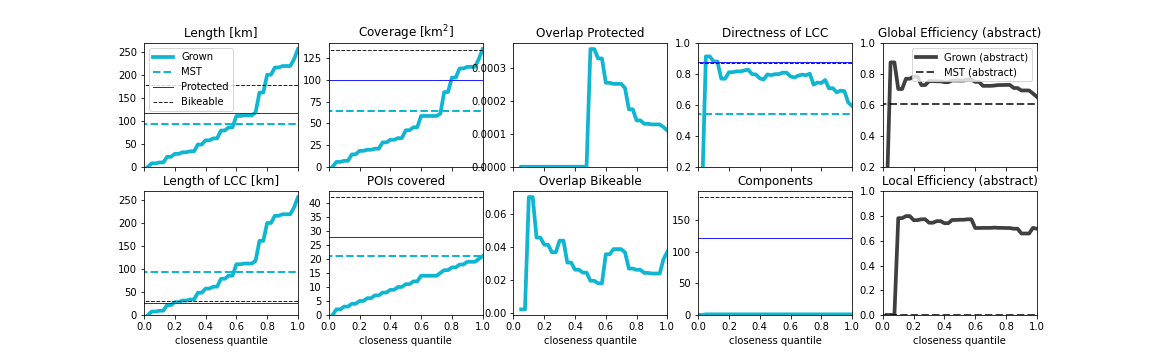 Length [km]
Coverage [km²]
Overlap Protected
Directness of LCC
Global Efficiency (abstract)
250
200
150
100
50
0
Grown
MST
Protected
Bikeable
125
100
75
50
25
0
0.0003
0.0002
0.0001
0.0000
1.0
0.8
0.6
0.4
0.2
1.0
0.8
0.6
0.4
0.2
Grown (abstract)
MST (abstract)
Length of LCC [km]
POIs covered
Overlap Bikeable
Components
Local Efficiency (abstract)
250
200
150
100
50
0
40
35
30
25
20
15
10
5
0
0.06
0.04
0.02
0.00
150
100
50
0
1.0
0.8
0.6
0.4
0.2
0.0
0.0 0.2 0.4 0.6 0.8 1.0
0.0 0.2 0.4 0.6 0.8 1.0
0.0 0.2 0.4 0.6 0.8 1.0
0.0 0.2 0.4 0.6 0.8 1.0
0.0 0.2 0.4 0.6 0.8 1.0
closeness quantile
closeness quantile
closeness quantile
closeness quantile
closeness quantile